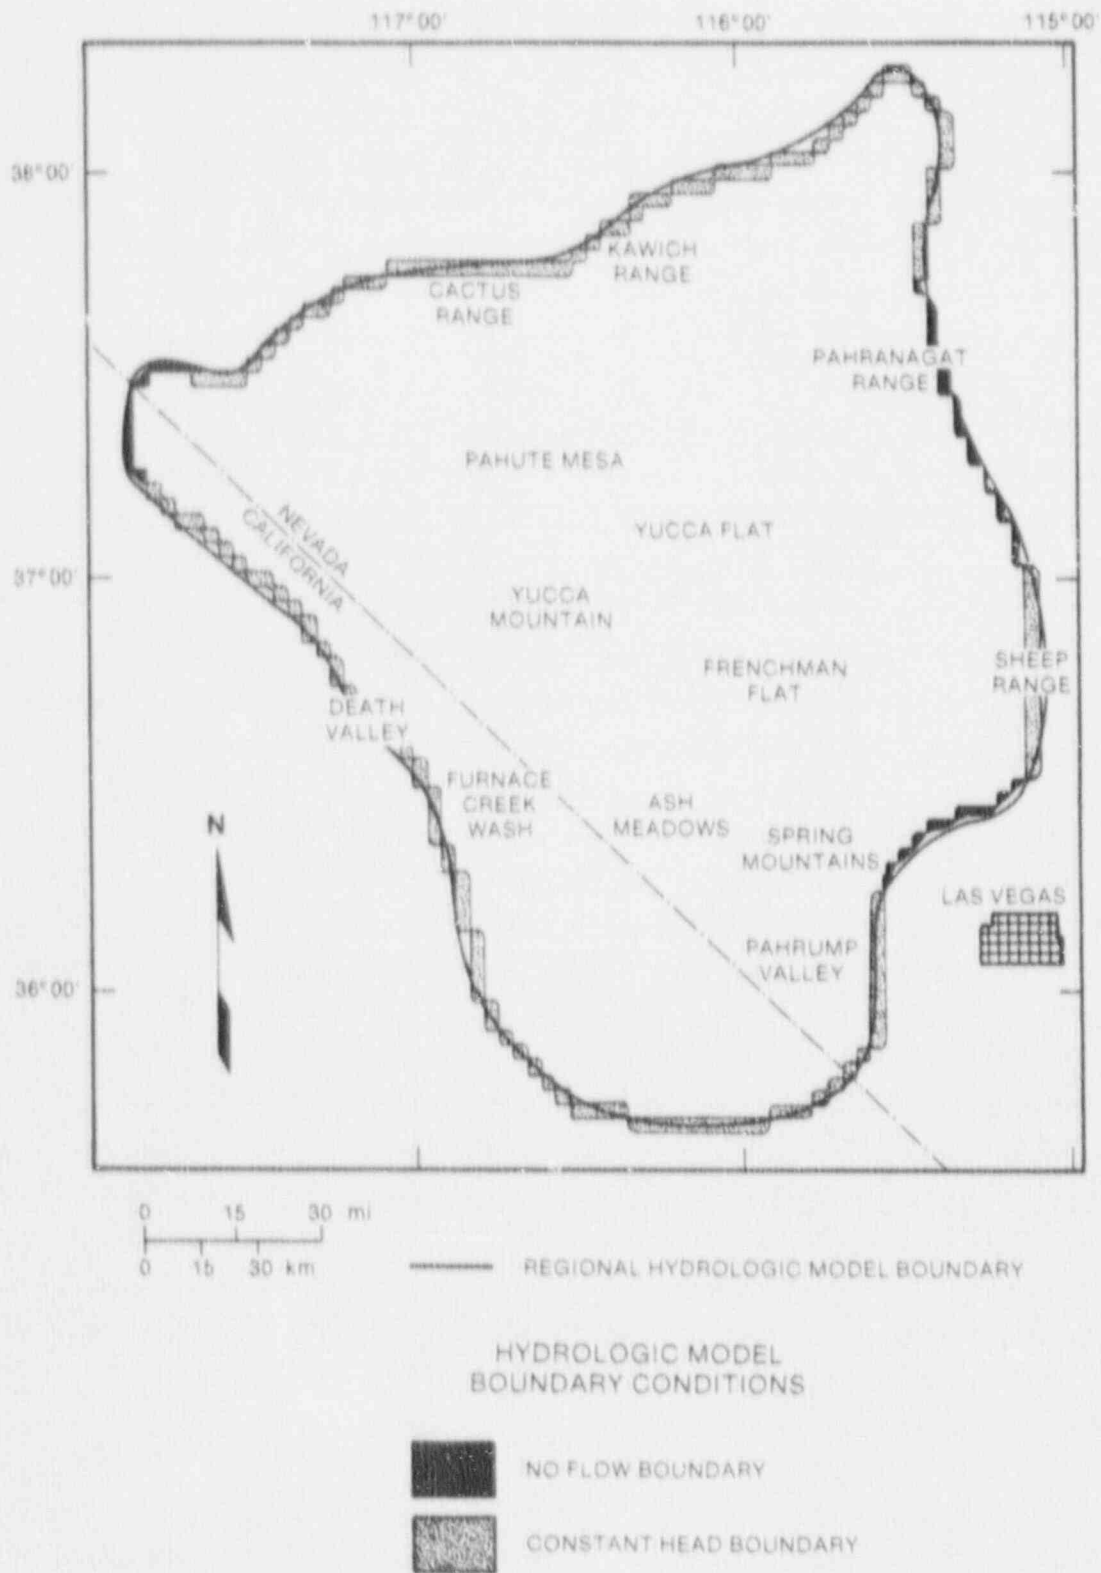 117°00'
116°00'
115°00'
38°00'
KAWICH
RANGE
CACTUS
RANGE
PAHRANAGAT
RANGE
PAHUTE MESA
NEVADA
CALIFORNIA
YUCCA FLAT
37°00'
YUCCA
MOUNTAIN
FRENCHMAN
FLAT
SHEEP
RANGE
DEATH
VALLEY
FURNACE
CREEK
WASH
ASH
MEADOWS
SPRING
MOUNTAINS
N
LAS VEGAS
PAHRUMP
VALLEY
36°00'
0 15 30 mi
0 15 30 km
REGIONAL HYDROLOGIC MODEL BOUNDARY
HYDROLOGIC MODEL
BOUNDARY CONDITIONS
NO FLOW BOUNDARY
CONSTANT HEAD BOUNDARY